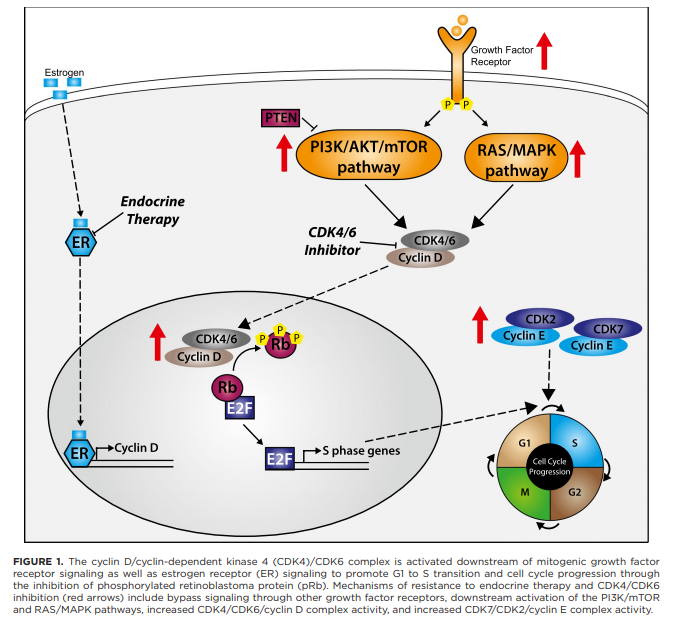 Growth Factor
Receptor
Estrogen
P P
PTEN
PI3K/AKT/mTOR
pathway
RAS/MAPK
pathway
Endocrine
Therapy
ER
CDK4/6
Inhibitor
CDK4/6
Cyclin D
CDK4/6
Cyclin D
P P P
Rb
Rb
E2F
CDK2
Cyclin E
CDK7
Cyclin E
ER
Cyclin D
E2F
S phase genes
G1
S
Cell Cycle
Progression
M
G2
FIGURE 1. The cyclin D/cyclin-dependent kinase 4 (CDK4)/CDK6 complex is activated downstream of mitogenic growth factor
receptor signaling as well as estrogen receptor (ER) signaling to promote G1 to S transition and cell cycle progression through
the inhibition of phosphorylated retinoblastoma protein (pRb). Mechanisms of resistance to endocrine therapy and CDK4/CDK6
inhibition (red arrows) include bypass signaling through other growth factor receptors, downstream activation of the PI3K/mTOR
and RAS/MAPK pathways, increased CDK4/CDK6/cyclin D complex activity, and increased CDK7/CDK2/cyclin E complex activity.